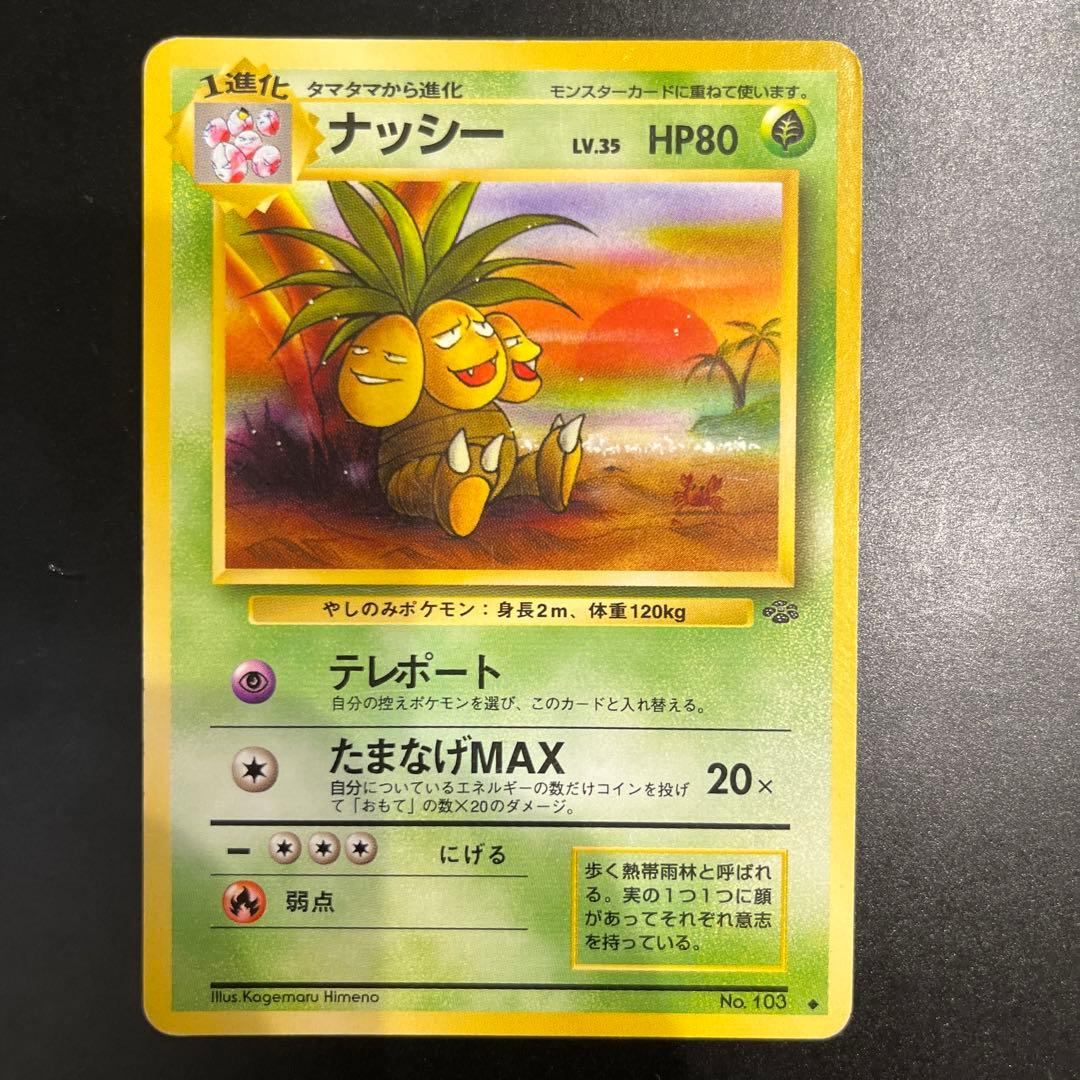 1進化
タマタマから進化
モンスターカードに重ねて使います。
ナッシー
LV.35 HP80
やしのみポケモン：身長2m、体重120kg
テレポート
自分の控えポケモンを選び、このカードと入れ替える。
たまなげMAX
20×
自分についているエネルギーの数だけコインを投げ
て「おもて」の数×20のダメージ。
ー にげる
弱点
歩く熱帯雨林と呼ばれ
る。実の1つ1つに顔
があってそれぞれ意志
を持っている。
Illus.Kagemaru Himeno
No. 103